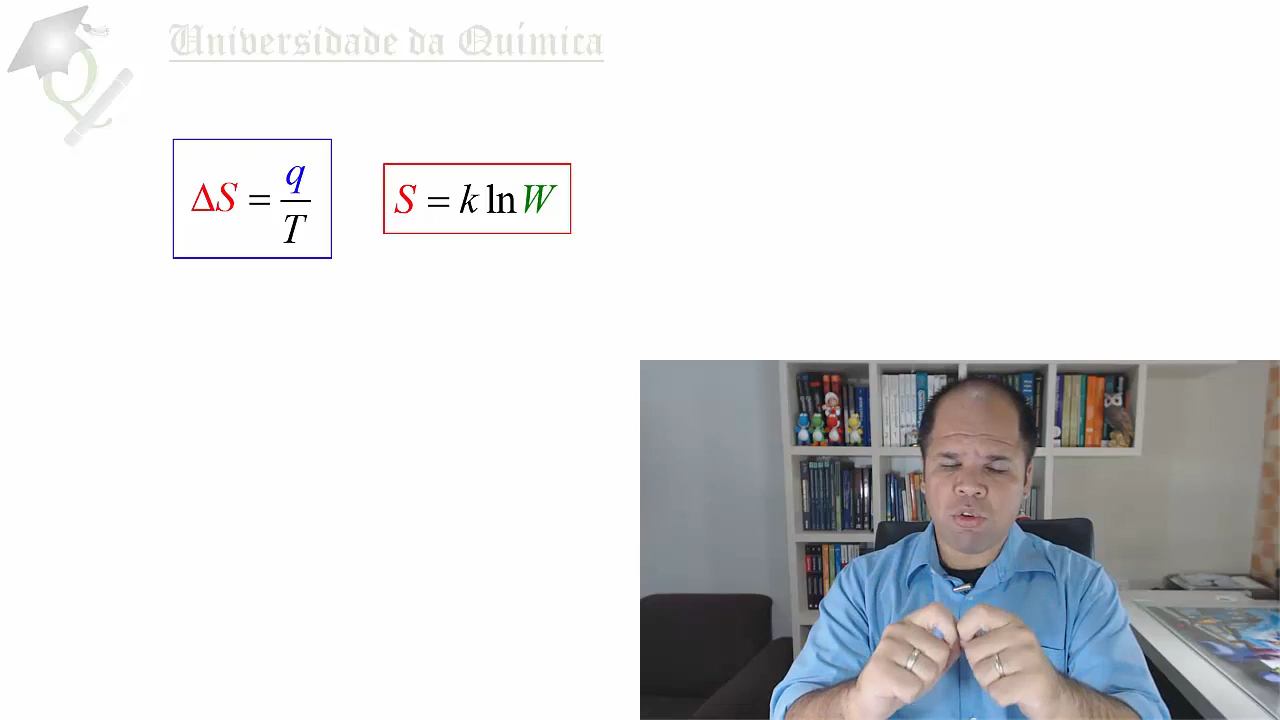 Universidade da Química
ΔS = q/T
S = k ln W